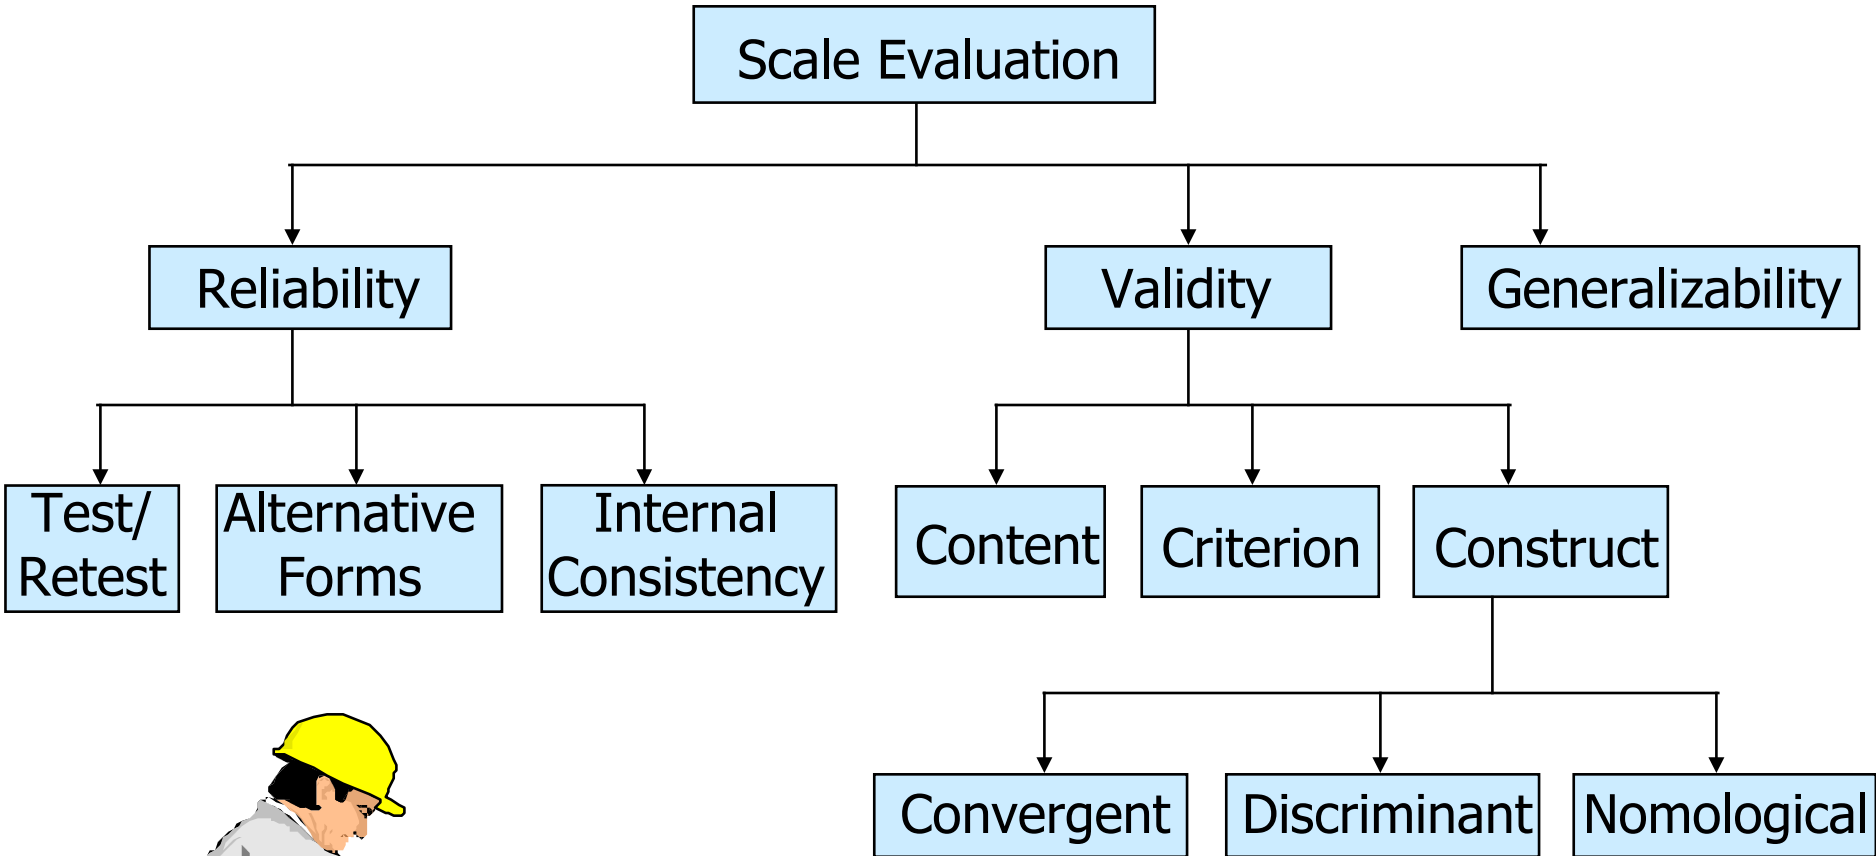 Scale Evaluation
Reliability
Validity
Generalizability
Test/
Retest
Alternative
Forms
Internal
Consistency
Content
Criterion
Construct
Convergent
Discriminant
Nomological